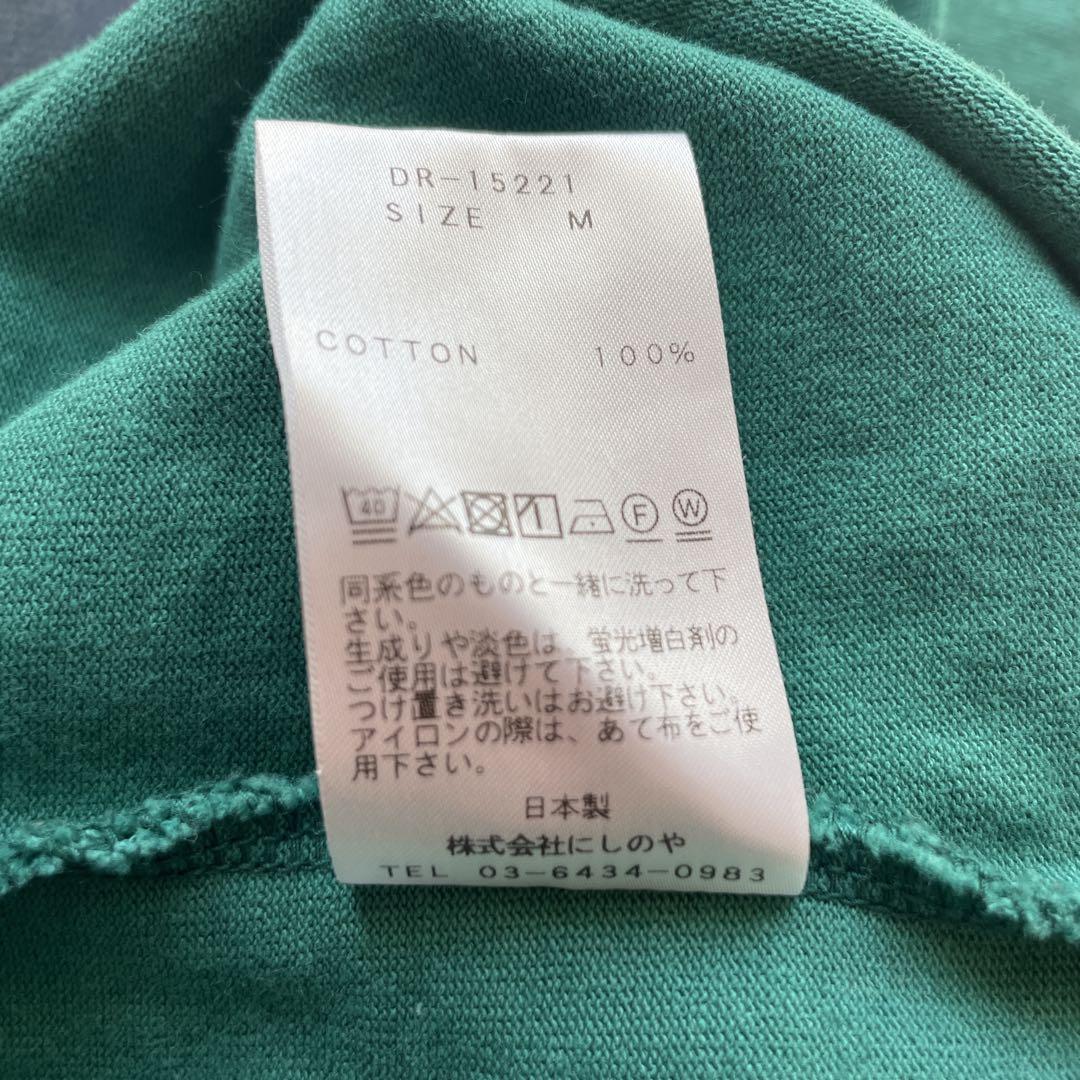 DR-15221
SIZE M
COTTON 100%
40 F W
同系色のものと一緒に洗って下
さい。
生成りや淡色は、蛍光増白剤の
ご使用は避けて下さい。
つけ置き洗いはお避け下さい。
アイロンの際は、あて布をご使
用下さい。
日本製
株式会社にしのや
TEL 03-6434-0983